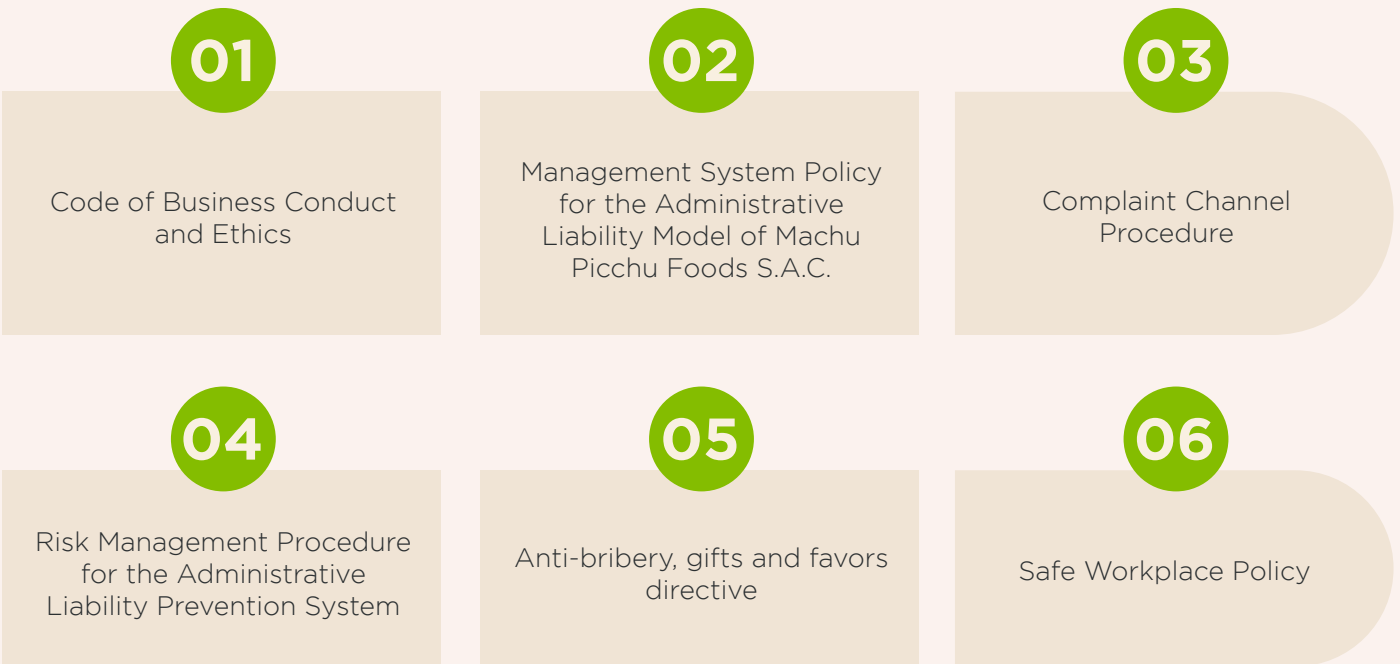 01
Code of Business Conduct
and Ethics
02
Management System Policy
for the Administrative
Liability Model of Machu
Picchu Foods S.A.C.
03
Complaint Channel
Procedure
04
Risk Management Procedure
for the Administrative
Liability Prevention System
05
Anti-bribery, gifts and favors
directive
06
Safe Workplace Policy